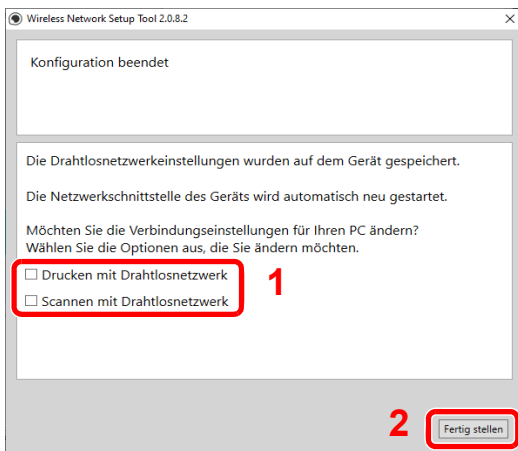 Wireless Network Setup Tool 2.0.8.2
Konfiguration beendet
Die Drahtlosnetzwerkeinstellungen wurden auf dem Gerät gespeichert.
Die Netzwerkschnittstelle des Geräts wird automatisch neu gestartet.
Möchten Sie die Verbindungseinstellungen für Ihren PC ändern?
Wählen Sie die Optionen aus, die Sie ändern möchten.
Drucken mit Drahtlosnetzwerk
1
Scannen mit Drahtlosnetzwerk
2
Fertig stellen